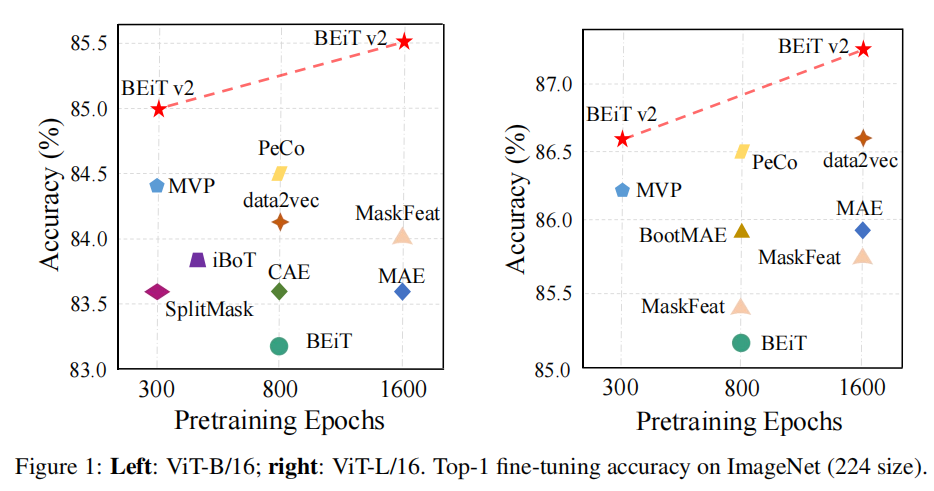 85.5
85.0
84.5
84.0
83.5
83.0
Accuracy (%)
BEiT v2
BEiT v2
PeCo
MVP
data2vec
MaskFeat
iBoT
CAE
MAE
SplitMask
BEiT
300
800
1600
Pretraining Epochs
87.0
86.5
86.0
85.5
85.0
Accuracy (%)
BEiT v2
BEiT v2
PeCo
data2vec
MVP
MAE
BootMAE
MaskFeat
MaskFeat
BEiT
300
800
1600
Pretraining Epochs
Figure 1: Left: ViT-B/16; right: ViT-L/16. Top-1 fine-tuning accuracy on ImageNet (224 size).